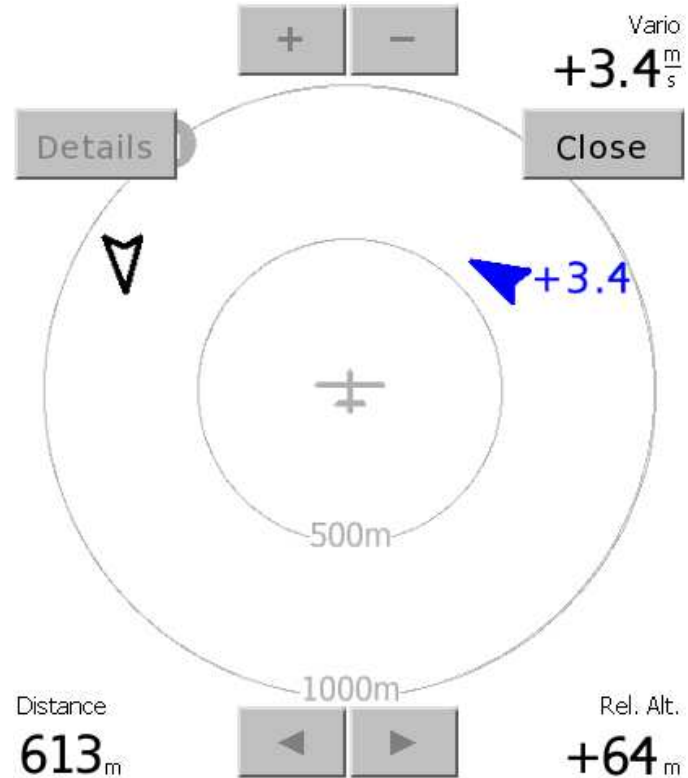 + −
Vario
+3.4 m/s
Details
Close
+3.4
500m
1000m
Distance
613m
◄ ►
Rel. Alt.
+64m